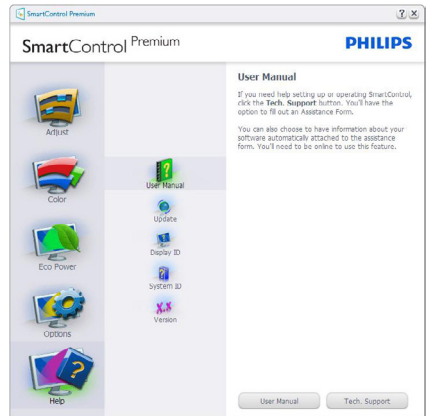 SmartControl Premium
SmartControl Premium
PHILIPS
Adjust
Color
Eco Power
Options
Help
User Manual
Update
Display ID
System ID
X.X
Version
User Manual
If you need help setting up or operating SmartControl,
click the Tech. Support button. You'll have the
option to fill out an Assistance Form.
You can also choose to have information about your
software automatically attached to the assistance
form. You'll need to be online to use this feature.
User Manual
Tech. Support